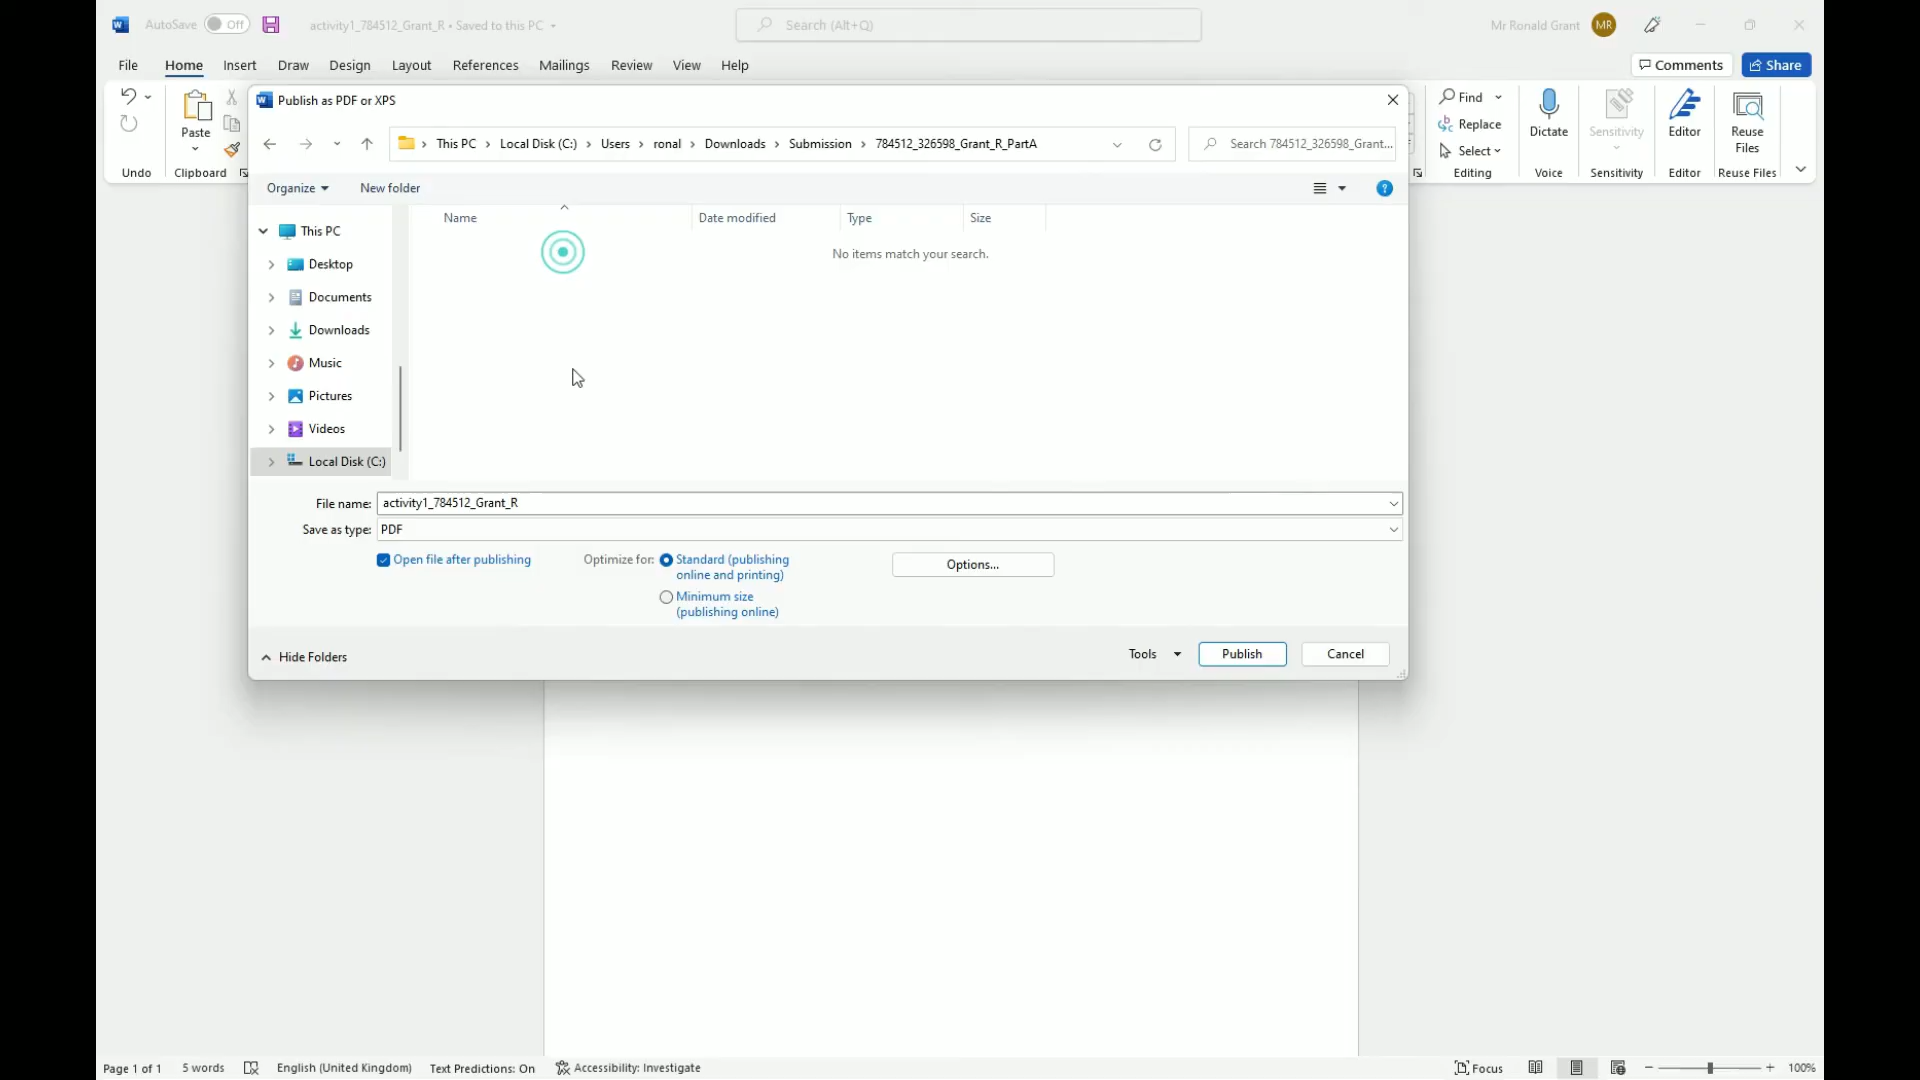 AutoSave Off activity1_784512_Grant_R • Saved to this PC Search (Alt+Q) Mr Ronald Grant MR
File Home Insert Draw Design Layout References Mailings Review View Help Comments Share
Publish as PDF or XPS
This PC > Local Disk (C:) > Users > ronal > Downloads > Submission > 784512_326598_Grant_R_PartA Search 784512_326598_Grant...
Organize New folder
Name Date modified Type Size
No items match your search.
This PC
Desktop
Documents
Downloads
Music
Pictures
Videos
Local Disk (C:)
File name: activity1_784512_Grant_R
Save as type: PDF
Open file after publishing
Optimize for: Standard (publishing
online and printing)
Minimum size
(publishing online)
Options...
Hide Folders Tools Publish Cancel
Paste
Undo Clipboard
Find
Replace
Select
Editing
Dictate
Voice
Sensitivity
Sensitivity
Editor
Editor
Reuse
Files
Reuse Files
Page 1 of 1 5 words English (United Kingdom) Text Predictions: On Accessibility: Investigate Focus 100%